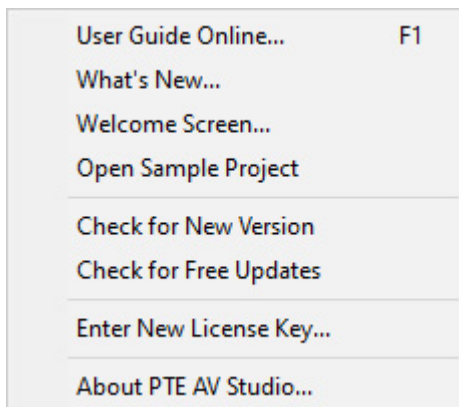 User Guide Online... F1
What's New...
Welcome Screen...
Open Sample Project
Check for New Version
Check for Free Updates
Enter New License Key...
About PTE AV Studio...